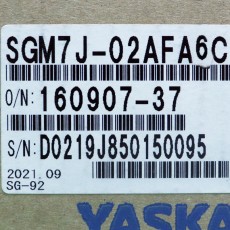 SGM7J-02AFA6C
O/N: 160907-37
S/N: D0219J850150095
2021.09
SG-92
YASKA